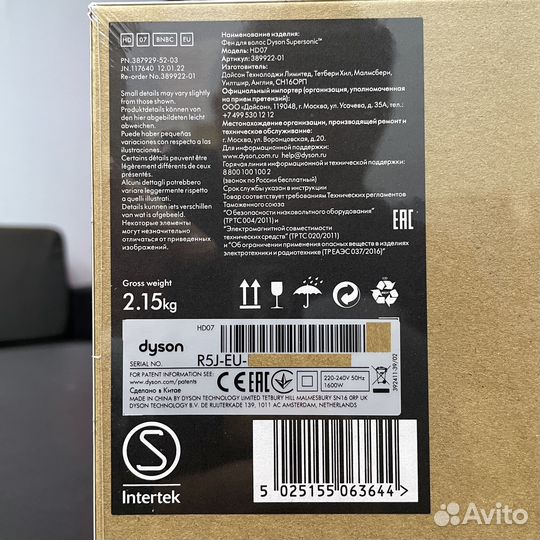 HD 07 BNBC EU
PN.387929-52-03
JN.117640 12.01.22
Re-order No.389922-01
Small details may vary slightly
from those shown.
Produktdetails können von
den hier abgebildeten leicht
abweichen.
Puede haber pequeñas
variaciones con respecto a las
ilustraciones.
Certains détails peuvent être
légèrement différents de ceux
présentés.
Alcuni dettagli potrebbero
variare leggermente rispetto
a quelli illustrati.
Details kunnen iets verschillen
van wat is afgebeeld.
Некоторые элементы
могут незначительно
отличаться от приведенных
изображений.
Наименование изделия:
Фен для волос Dyson Supersonic™
Модель: HD07
Артикул: 389922-01
Изготовитель:
Дайсон Технолоджи Лимитед, Тетбери Хил, Малмсбери,
Уилтшир, Англия, СН16ОРП
Официальный импортер (организация, уполномоченная
на прием претензий):
ООО «Дайсон», 119048, г. Москва, ул. Усачева, д. 35А, тел.:
+7 499 530 12 12
Местонахождение организации, производящей ремонт и
техническое обслуживание:
г. Москва, ул. Воронцовская, д.20.
Для информационной поддержки:
www.dyson.com.ru help@dyson.ru
Горячая линия информационной и технической поддержки:
8 800 100 100 2
(звонок по России бесплатный)
Срок службы указан в инструкции
Товар соответствует требованиям Технических Регламентов
Таможенного союза
"О безопасности низковольтного оборудования"
(ТР ТС 004/2011)
"Электромагнитной совместимости
технических средств" (ТР ТС 020/2011)
и «Об ограничении применения опасных веществ в изделиях
электротехники и радиоэлектроники (ТР ЕАЭС 037/2016)»
EAC
Gross weight
2.15kg
HD07
dyson
SERIAL NO.
R5J-EU-
FOR PATENT INFORMATION SEE:
www.dyson.com/patents
Сделано в Китае
CE EAC
220-240V 50Hz
1600W
392411-39/02
MADE IN CHINA BY DYSON TECHNOLOGY LIMITED TETBURY HILL MALMESBURY SN16 0RP UK
DYSON TECHNOLOGY B.V. DE RUIJTERKADE 139, 1011 AC AMSTERDAM, NETHERLANDS
S
Intertek
5 025155 063644 >
Avito